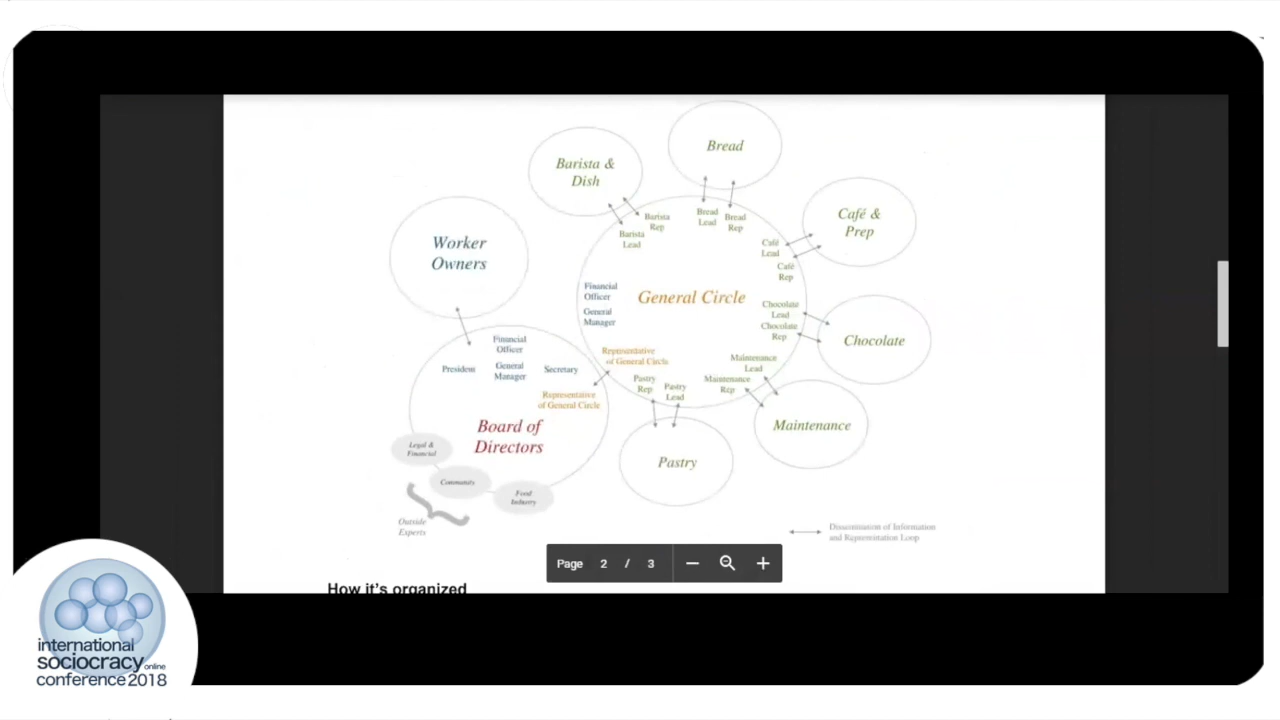 Bread
Barista &
Dish
Café &
Prep
Worker
Owners
Bread
Lead
Bread
Rep
Barista
Rep
Barista
Lead
Café
Lead
Café
Rep
Financial
Officer
General
Manager
General Circle
Chocolate
Lead
Chocolate
Rep
Chocolate
Representative
of General Circle
Maintenance
Lead
Maintenance
Rep
Pastry
Rep
Pastry
Lead
Maintenance
Pastry
Financial
Officer
President
General
Manager
Secretary
Representative
of General Circle
Board of
Directors
Legal &
Financial
Community
Food
Industry
Outside
Experts
Dissemination of Information
and Representation Loop
Page 2 / 3
How it's organized
international
sociocracy online
conference 2018